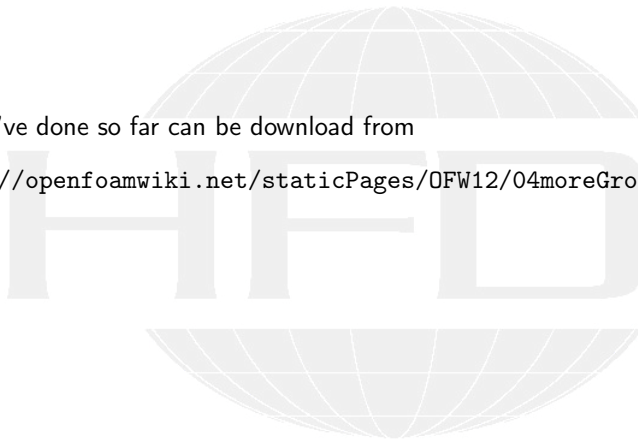 've done so far can be download from
//openfoamwiki.net/staticPages/OFW12/04moreGro
HFD